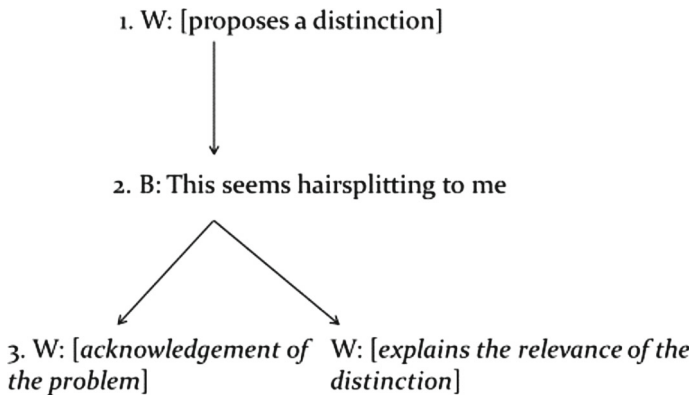 1. W: [proposes a distinction]
2. B: This seems hairsplitting to me
3. W: [acknowledgement of
the problem]
W: [explains the relevance of the
distinction]